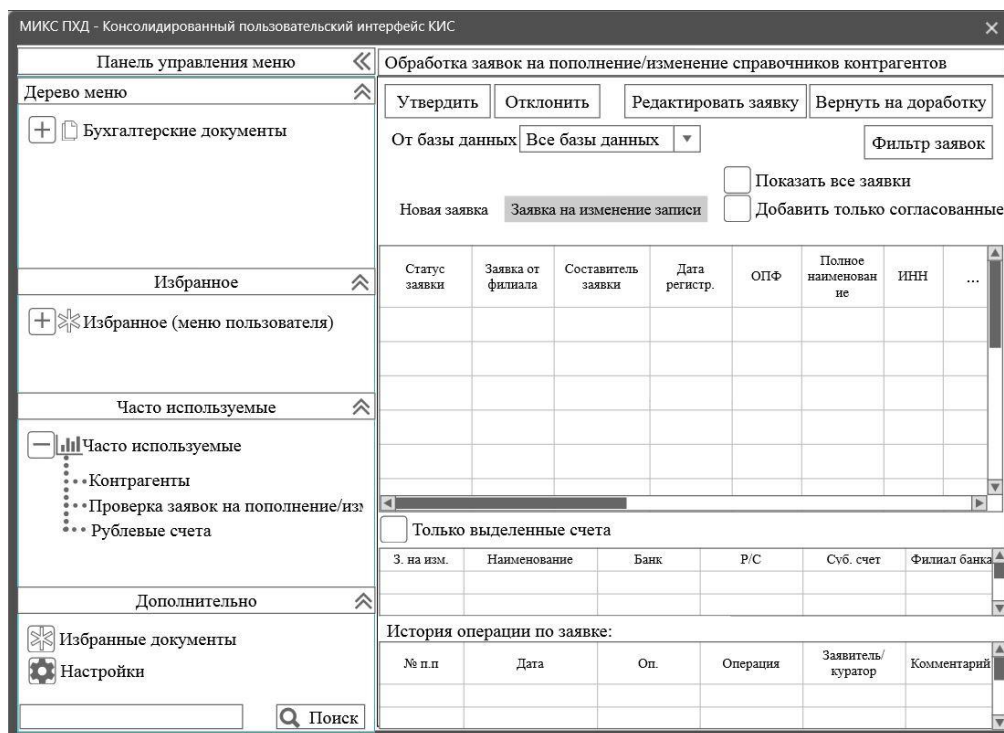 МИКС ПХД - Консолидированный пользовательский интерфейс КИС
Панель управления меню
Дерево меню
Бухгалтерские документы
Избранное
Избранное (меню пользователя)
Часто используемые
Часто используемые
Контрагенты
Проверка заявок на пополнение/изм
Рублевые счета
Дополнительно
Избранные документы
Настройки
Поиск
Обработка заявок на пополнение/изменение справочников контрагентов
Утвердить Отклонить Редактировать заявку Вернуть на доработку
От базы данных Все базы данных Фильтр заявок
Показать все заявки
Новая заявка Заявка на изменение записи Добавить только согласованные
Статус заявки Заявка от филиала Составитель заявки Дата регистр. ОПФ Полное наименование ИНН ...
Только выделенные счета
З. на изм. Наименование Банк Р/С Суб. счет Филиал банка
История операции по заявке:
№ п.п Дата Оп. Операция Заявитель/куратор Комментарий